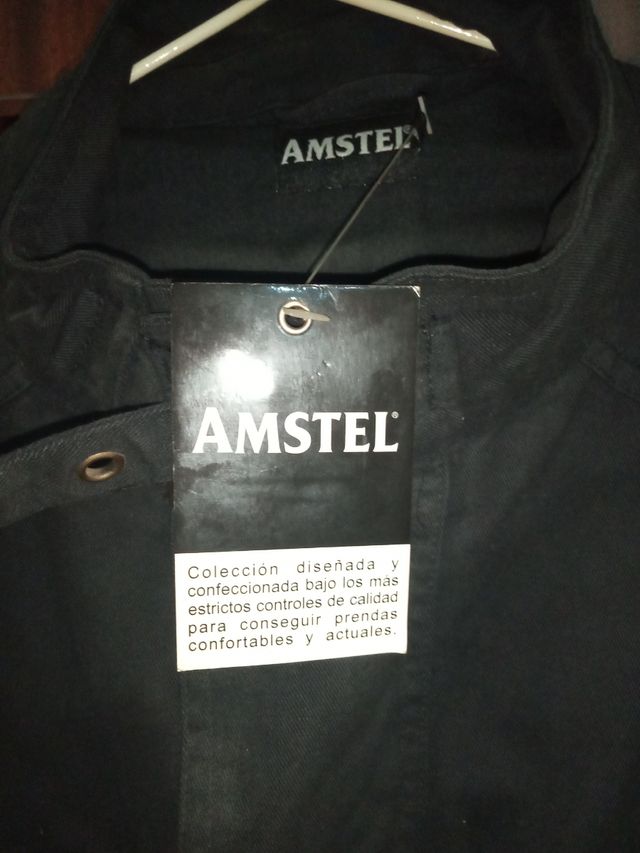 AMSTEL
AMSTEL®
Colección diseñada y
confeccionada bajo los más
estrictos controles de calidad
para conseguir prendas
confortables y actuales.